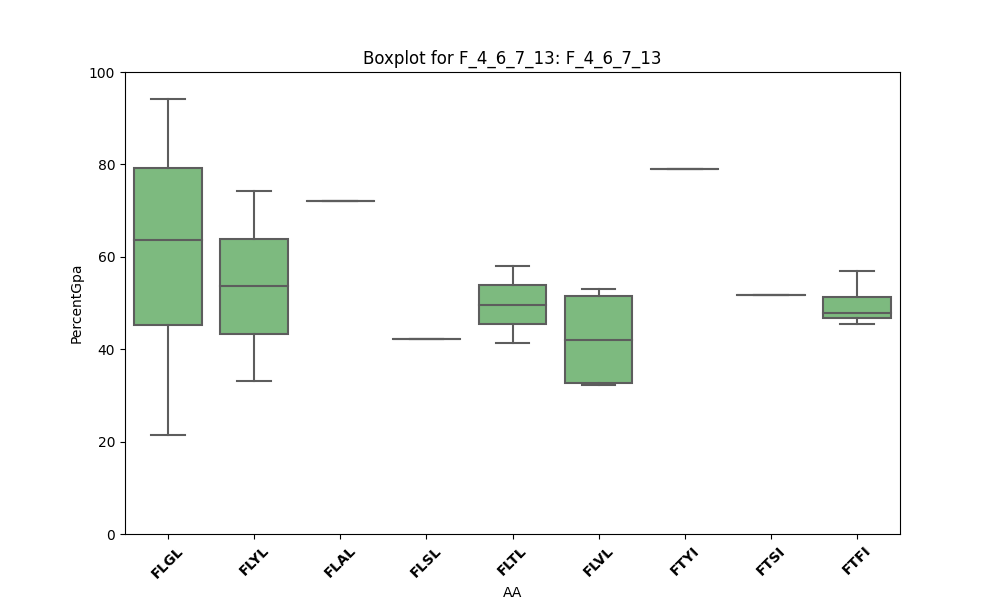 Boxplot for F_4_6_7_13: F_4_6_7_13
100
80
60
40
20
0
PercentGpa
FLGL FLYL FLAL FLSL FLTL FLVL FTYI FTSI FTFI
AA